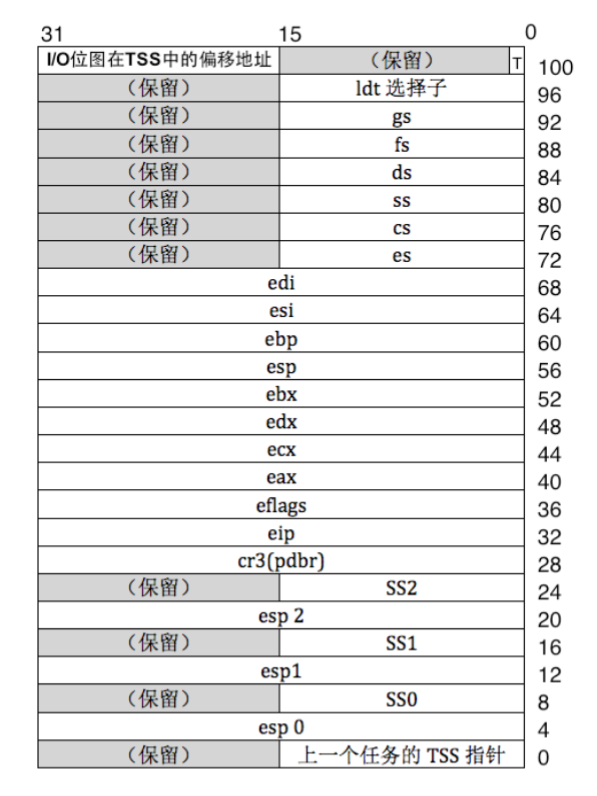 31 15 0
I/O位图在TSS中的偏移地址 （保留） T 100
（保留） ldt 选择子 96
（保留） gs 92
（保留） fs 88
（保留） ds 84
（保留） ss 80
（保留） cs 76
（保留） es 72
edi 68
esi 64
ebp 60
esp 56
ebx 52
edx 48
ecx 44
eax 40
eflags 36
eip 32
cr3(pdbr) 28
（保留） SS2 24
esp 2 20
（保留） SS1 16
esp1 12
（保留） SS0 8
esp 0 4
（保留） 上一个任务的 TSS 指针 0